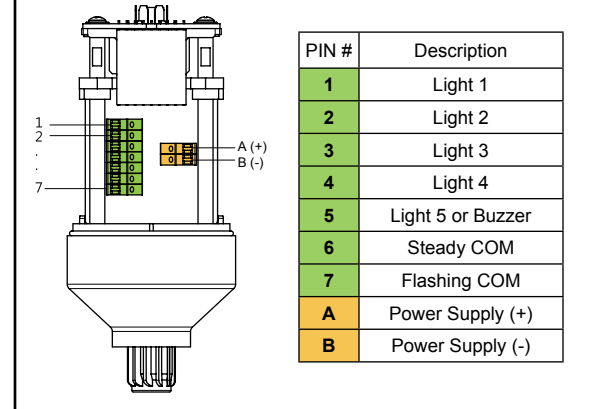 1
2
.
.
7
A (+)
B (-)
PIN # Description
1 Light 1
2 Light 2
3 Light 3
4 Light 4
5 Light 5 or Buzzer
6 Steady COM
7 Flashing COM
A Power Supply (+)
B Power Supply (-)